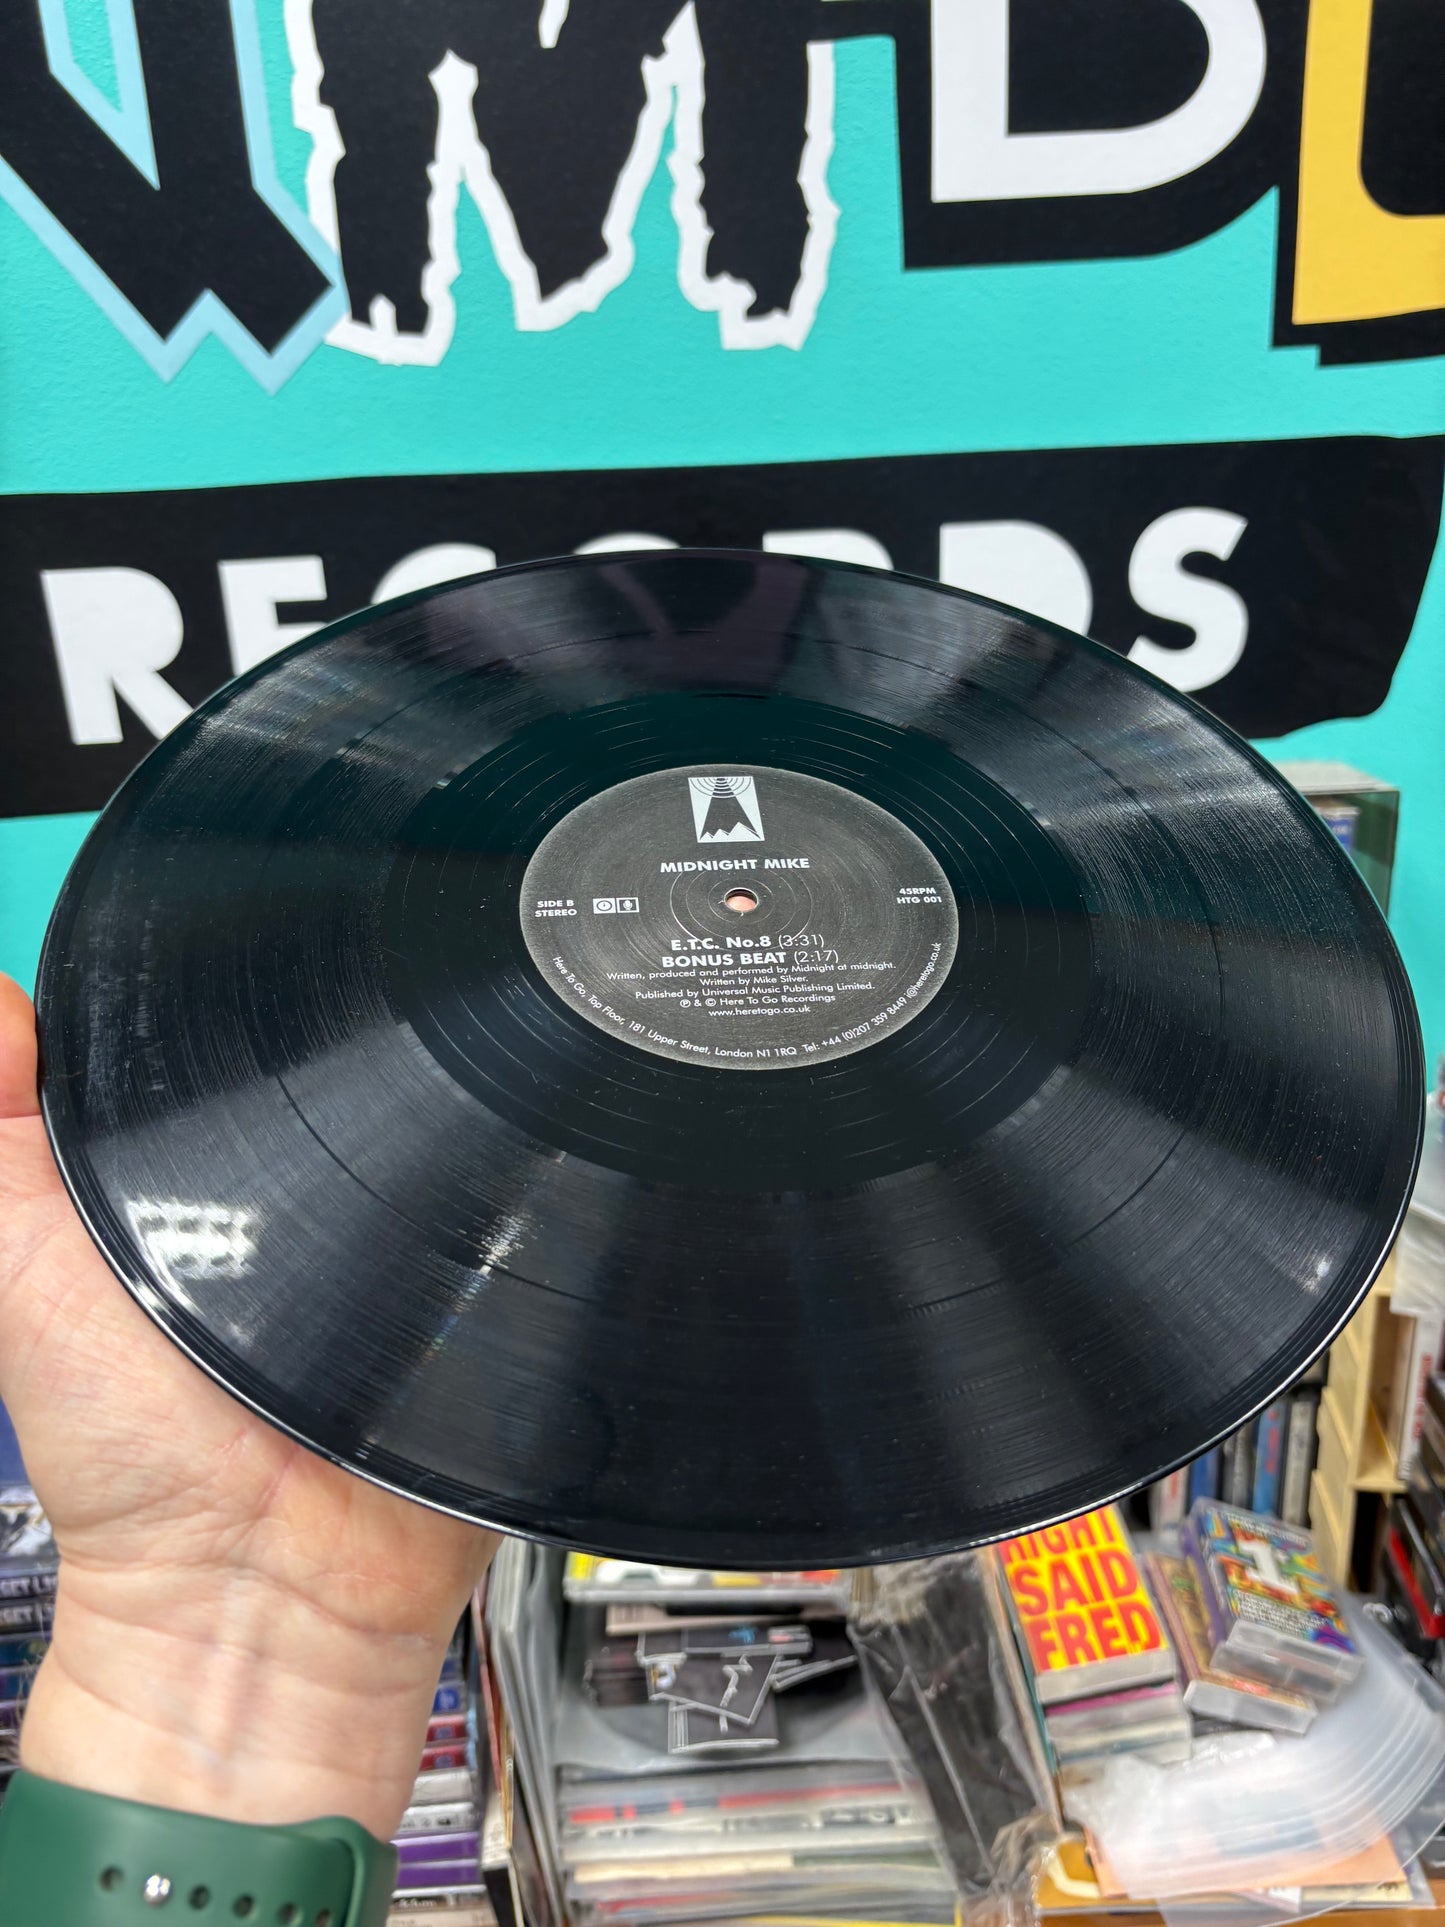 RECORDS
MIDNIGHT MIKE
SIDE B
STEREO
45RPM
HTG 001
E.T.C. No.8 (3:31)
BONUS BEAT (2:17)
Written, produced and performed by Midnight at midnight.
Written by Mike Silver.
Published by Universal Music Publishing Limited.
℗ & © Here To Go Recordings
www.heretogo.co.uk
Here To Go, Top Floor, 181 Upper Street, London N1 1RQ Tel: +44 (0)207 359 8449 i@heretogo.co.uk
RIGHT
SAID
FRED